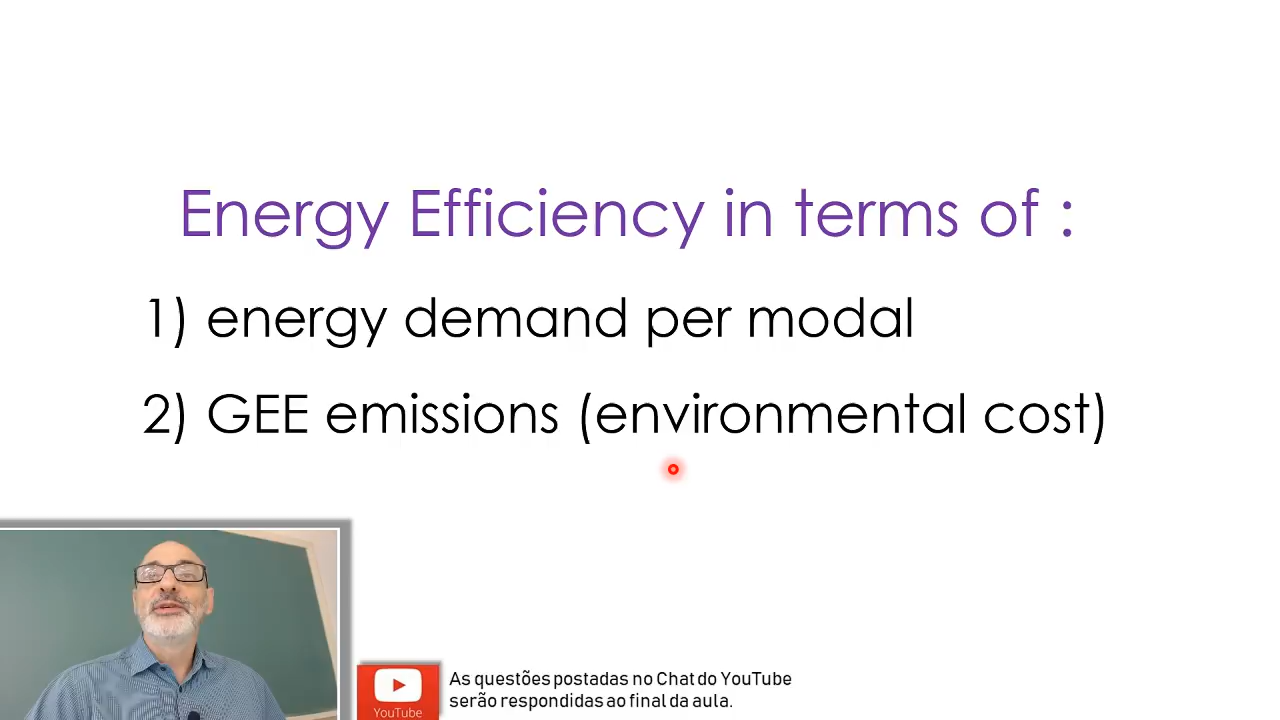 Energy Efficiency in terms of :
1) energy demand per modal
2) GEE emissions (environmental cost)
As questões postadas no Chat do YouTube
serão respondidas ao final da aula.
YouTube